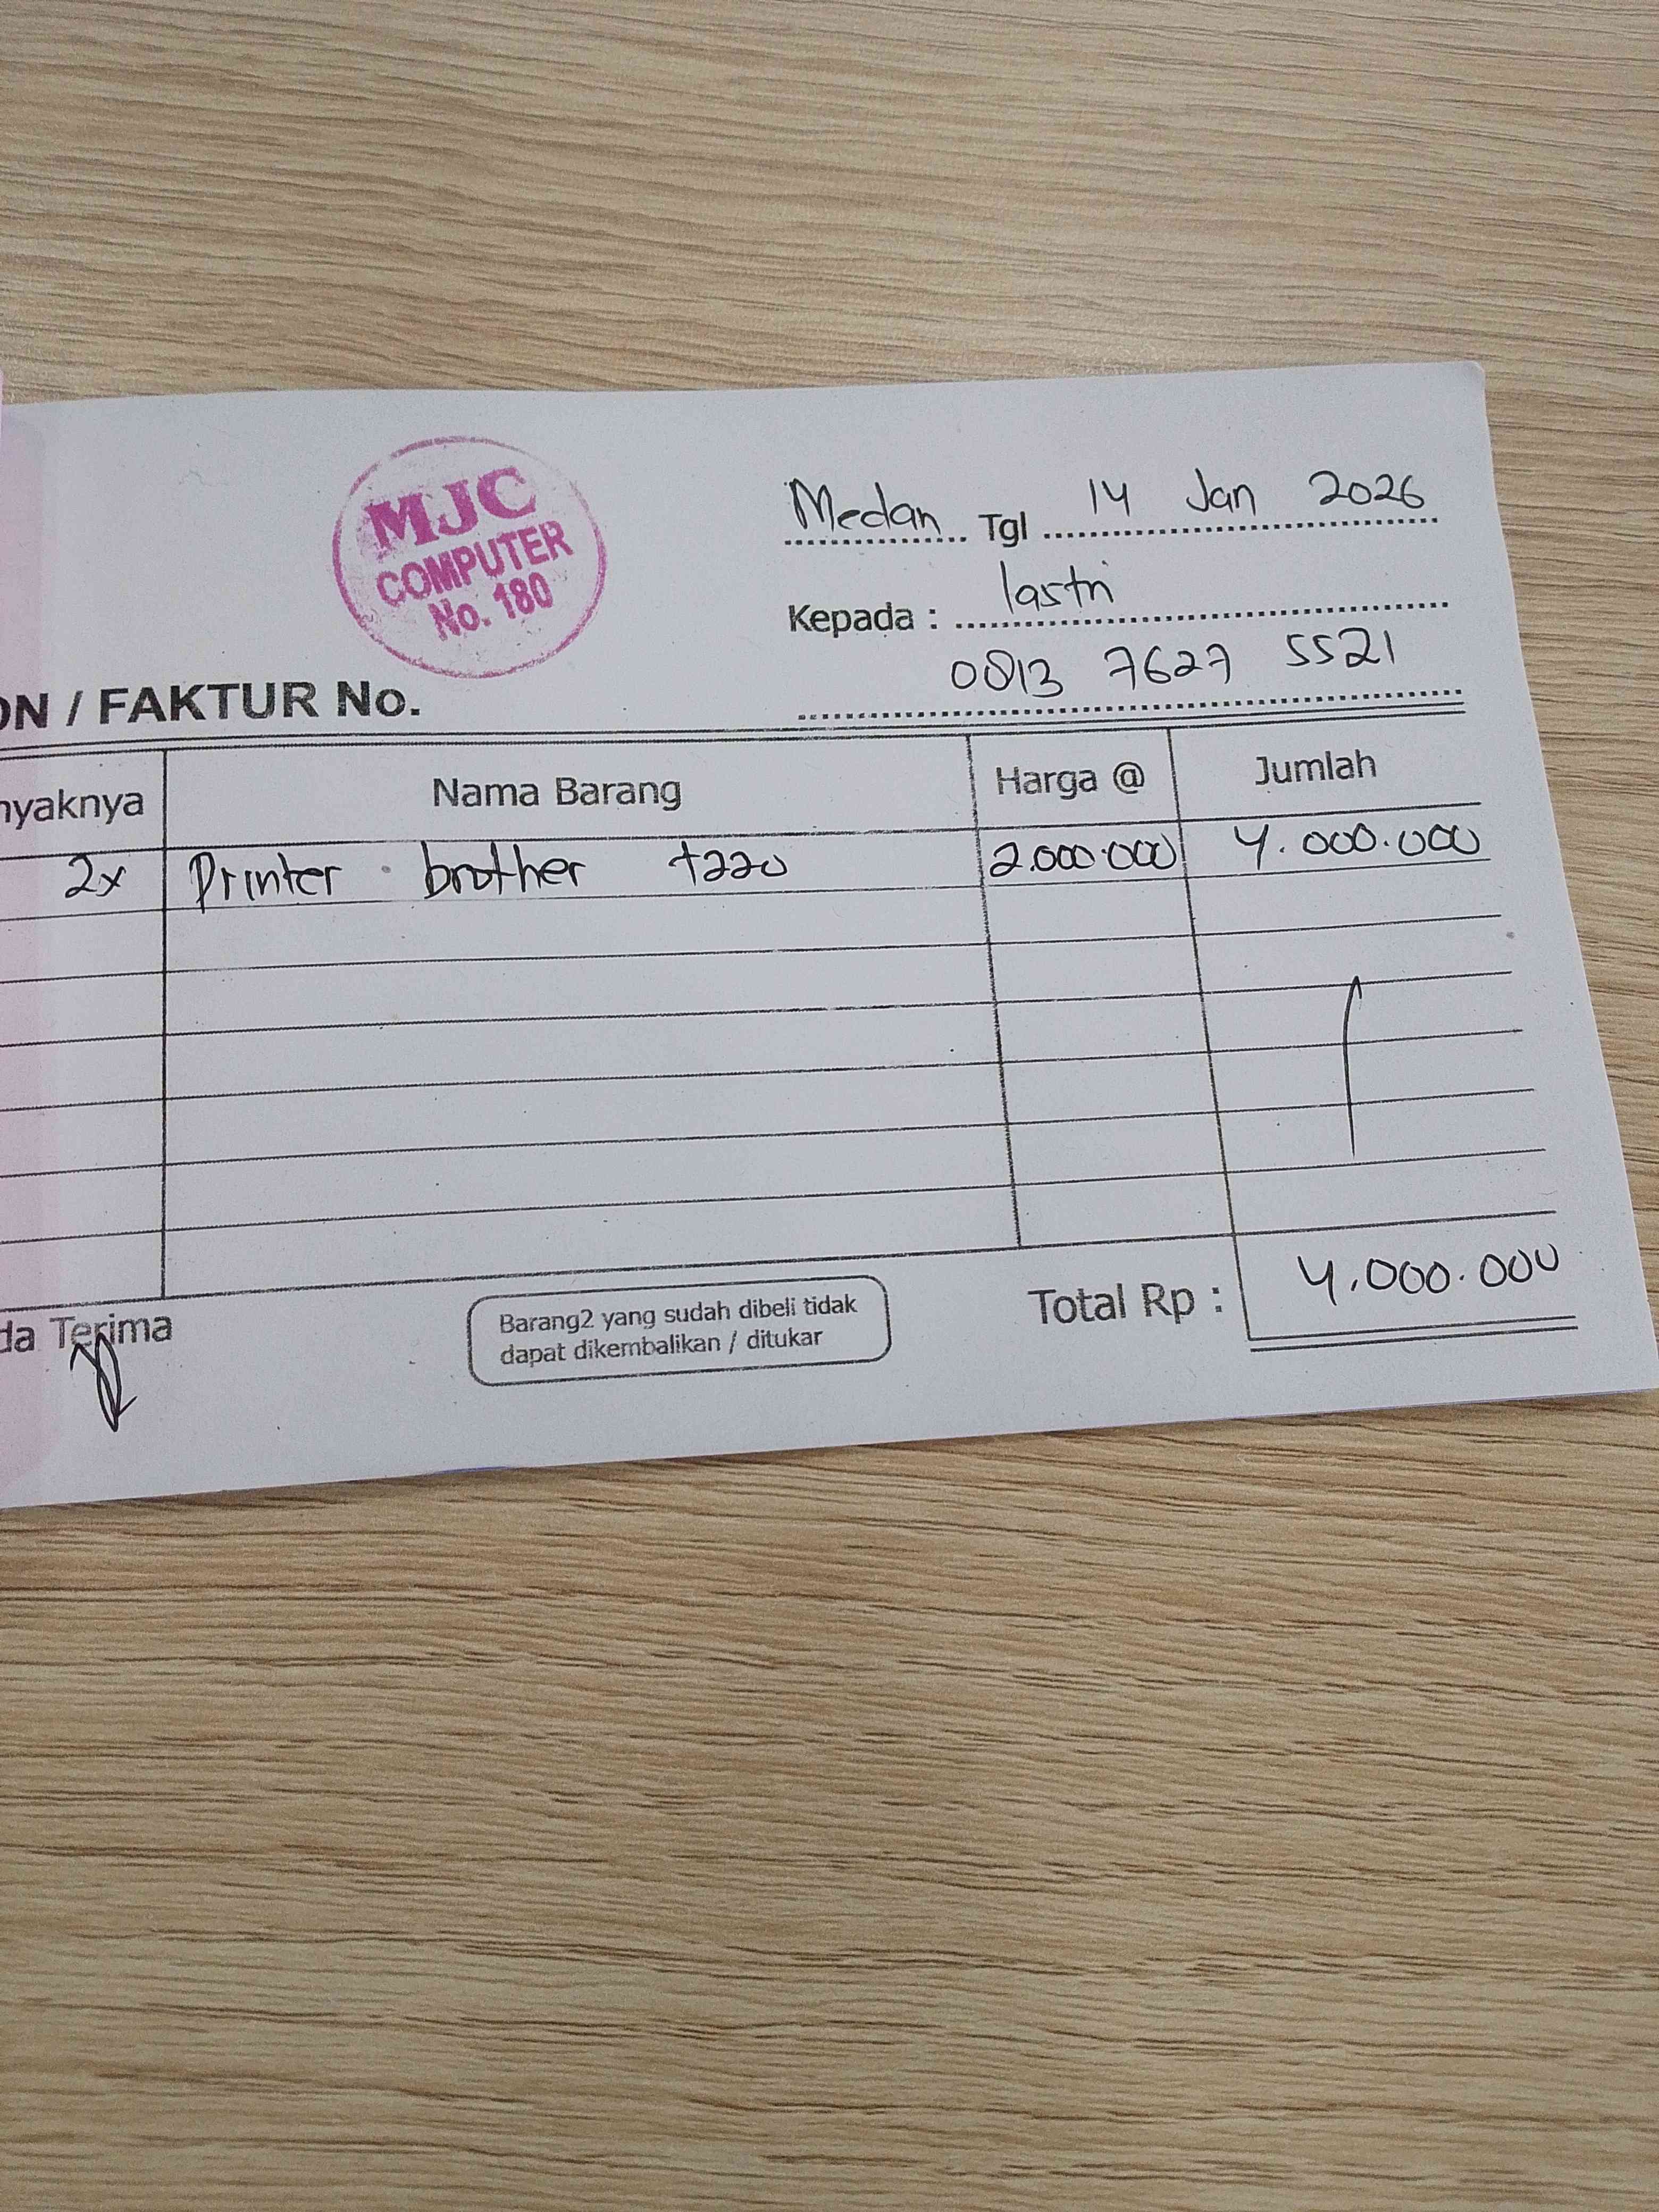 MJC
COMPUTER
No. 180
Medan Tgl 14 Jan 2026
Kepada : lastri
0813 7627 5521
ON / FAKTUR No.
nyaknya Nama Barang Harga @ Jumlah
2x Printer brother t220 2.000.000 4.000.000
Total Rp : 4.000.000
da Terima
Barang2 yang sudah dibeli tidak
dapat dikembalikan / ditukar